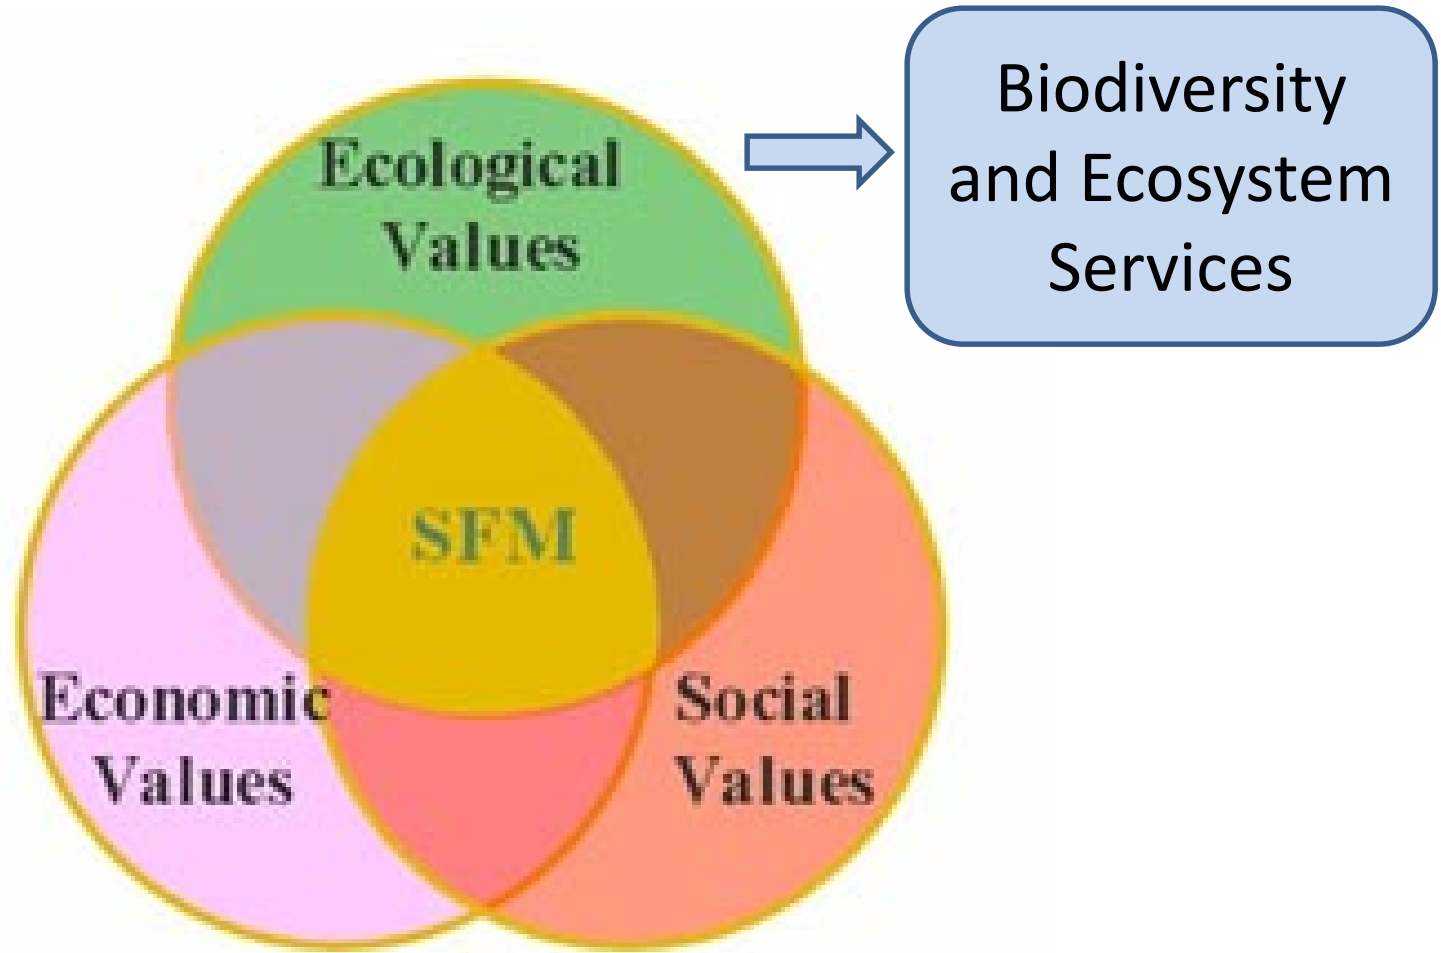 Ecological
Values
Biodiversity
and Ecosystem
Services
SFM
Economic
Values
Social
Values